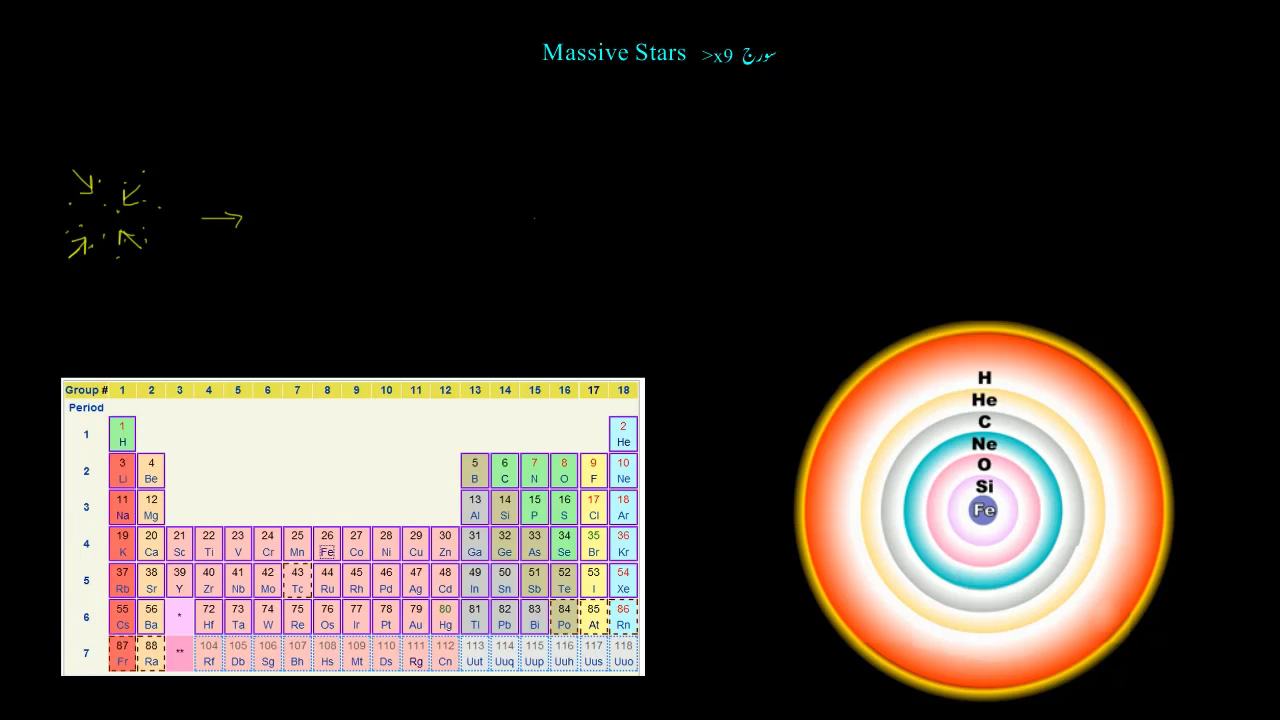 Massive Stars >x9 سورج
Group # 1 2 3 4 5 6 7 8 9 10 11 12 13 14 15 16 17 18
Period
1 1 2
H He
2 3 4 5 6 7 8 9 10
Li Be B C N O F Ne
3 11 12 13 14 15 16 17 18
Na Mg Al Si P S Cl Ar
4 19 20 21 22 23 24 25 26 27 28 29 30 31 32 33 34 35 36
K Ca Sc Ti V Cr Mn Fe Co Ni Cu Zn Ga Ge As Se Br Kr
5 37 38 39 40 41 42 43 44 45 46 47 48 49 50 51 52 53 54
Rb Sr Y Zr Nb Mo Tc Ru Rh Pd Ag Cd In Sn Sb Te I Xe
6 55 56 * 72 73 74 75 76 77 78 79 80 81 82 83 84 85 86
Cs Ba Hf Ta W Re Os Ir Pt Au Hg Tl Pb Bi Po At Rn
7 87 88 ** 104 105 106 107 108 109 110 111 112 113 114 115 116 117 118
Fr Ra Rf Db Sg Bh Hs Mt Ds Rg Cn Uut Uuq Uup Uuh Uus Uuo
H
He
C
Ne
O
Si
Fe